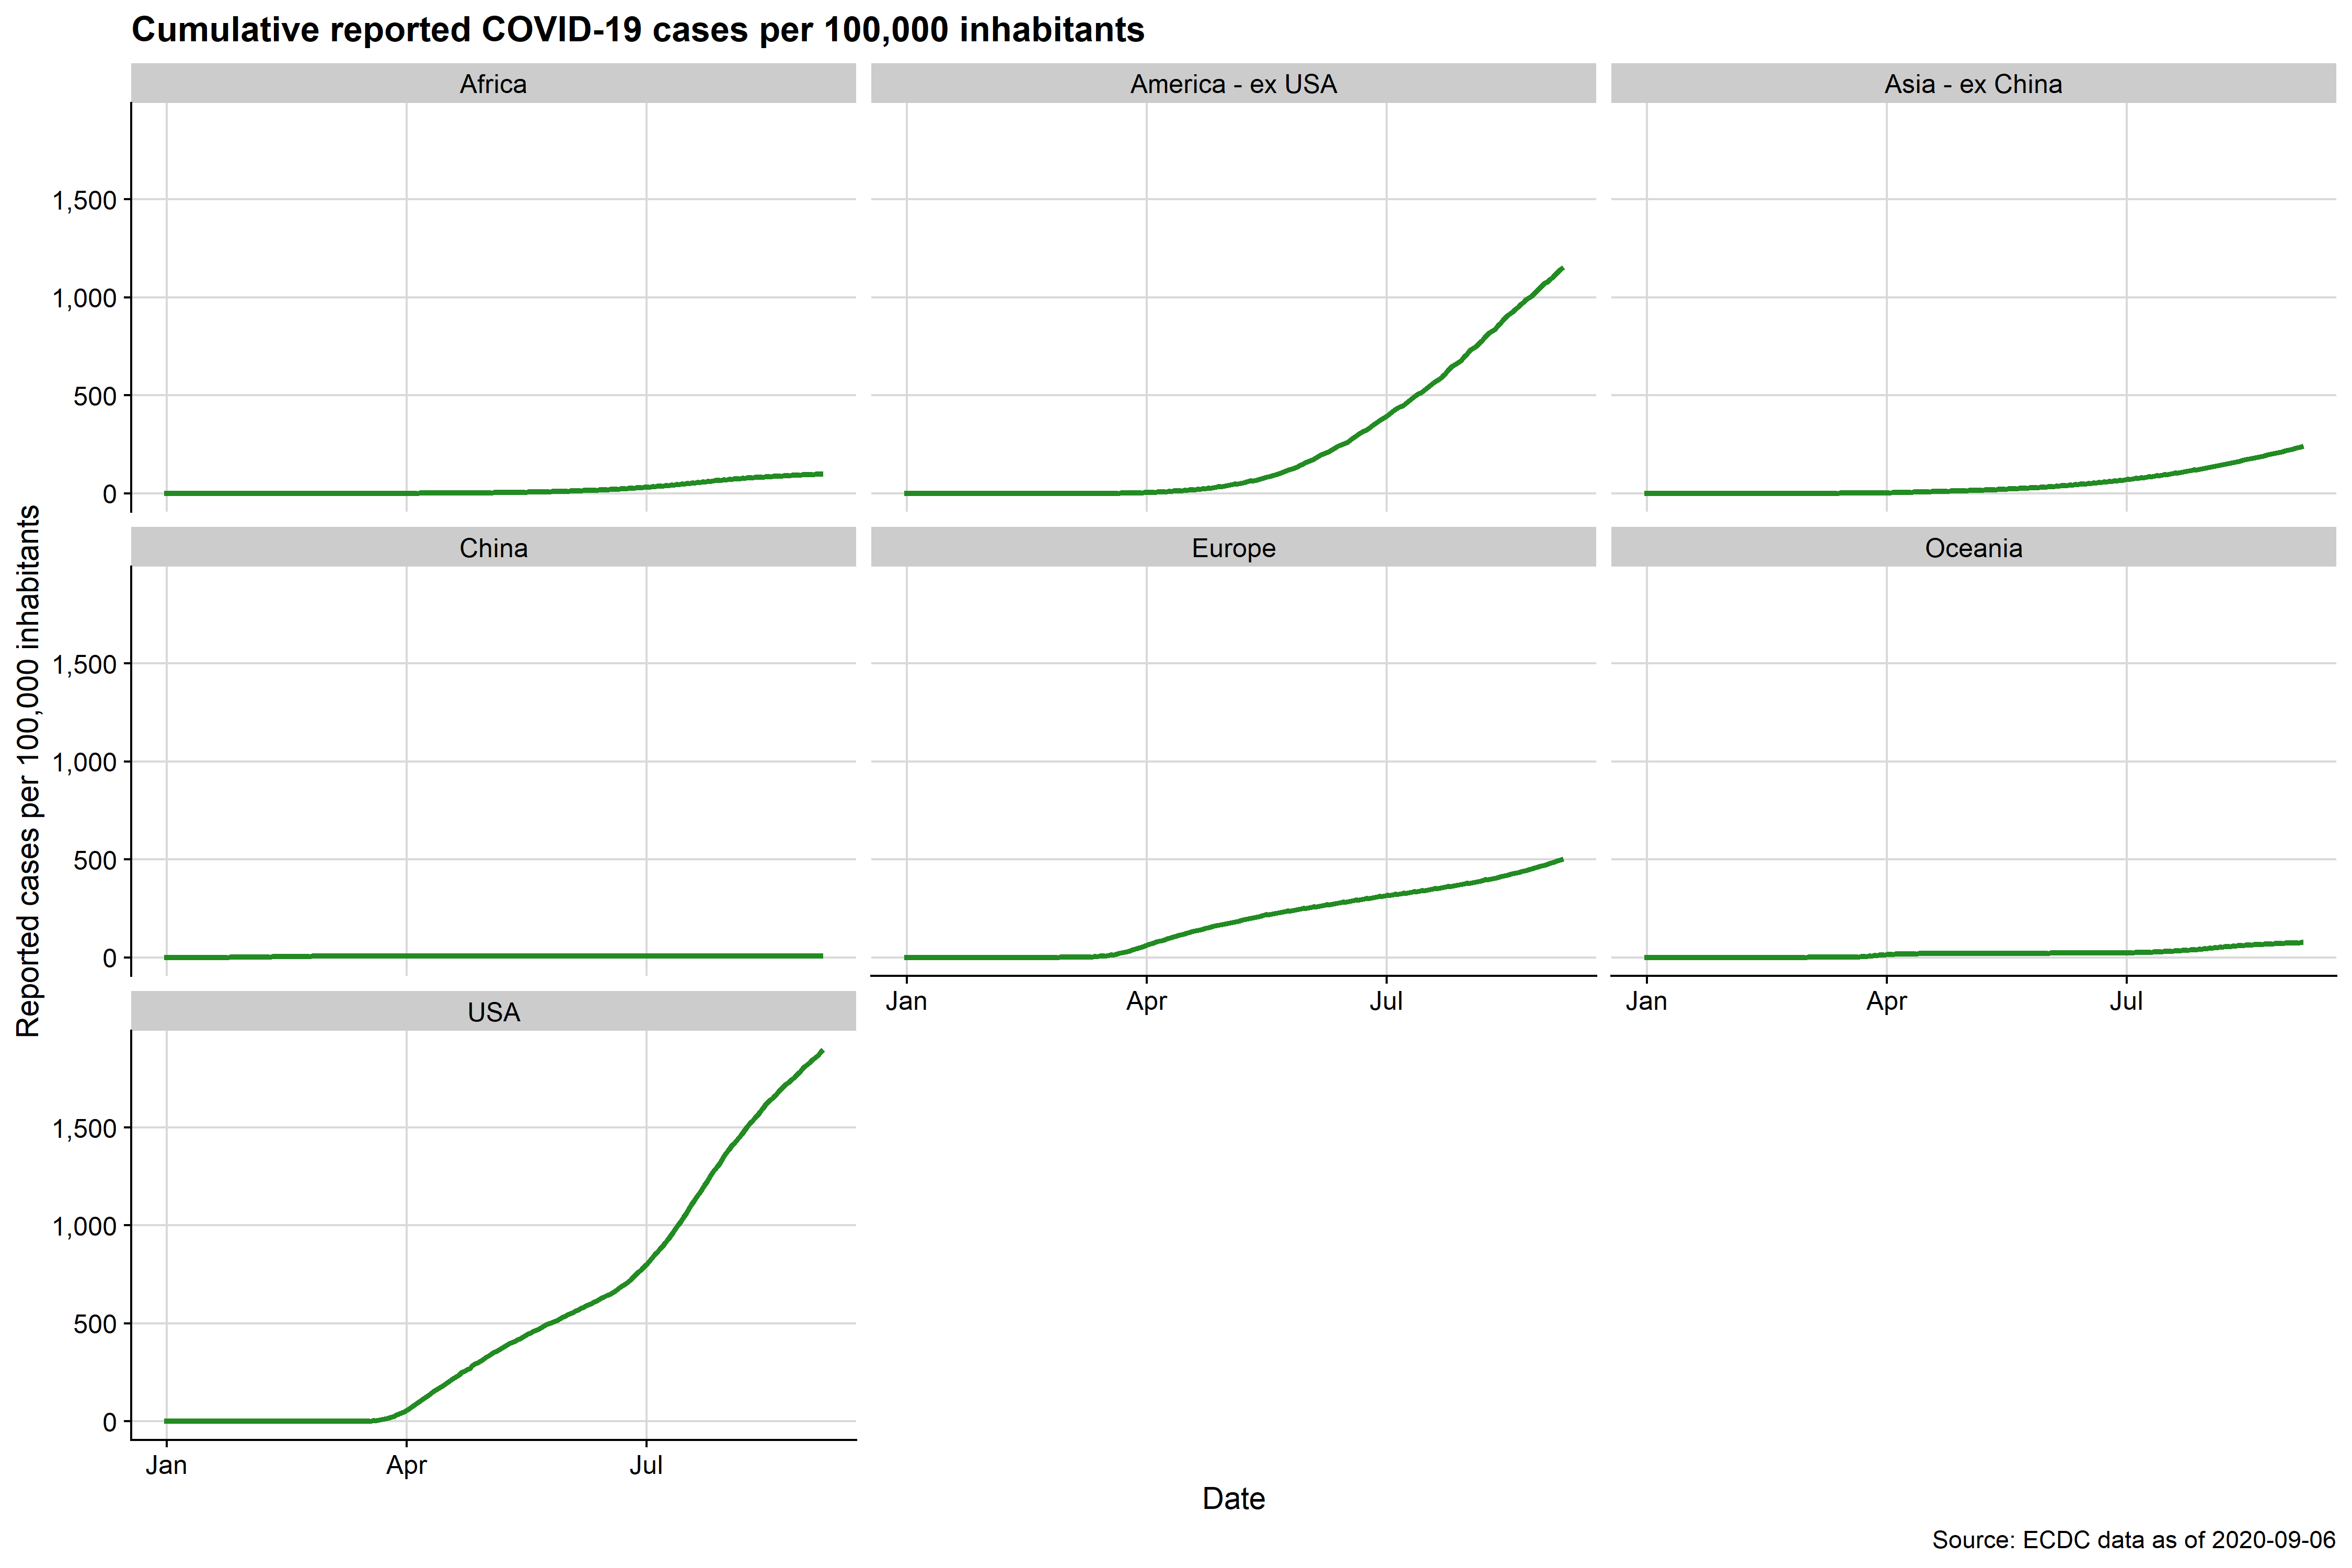 Cumulative reported COVID-19 cases per 100,000 inhabitants
Africa
America - ex USA
Asia - ex China
1,500
1,000
500
0
China
Europe
Oceania
1,500
1,000
500
0
Jan
Apr
Jul
Jan
Apr
Jul
USA
1,500
1,000
500
0
Jan
Apr
Jul
Reported cases per 100,000 inhabitants
Date
Source: ECDC data as of 2020-09-06